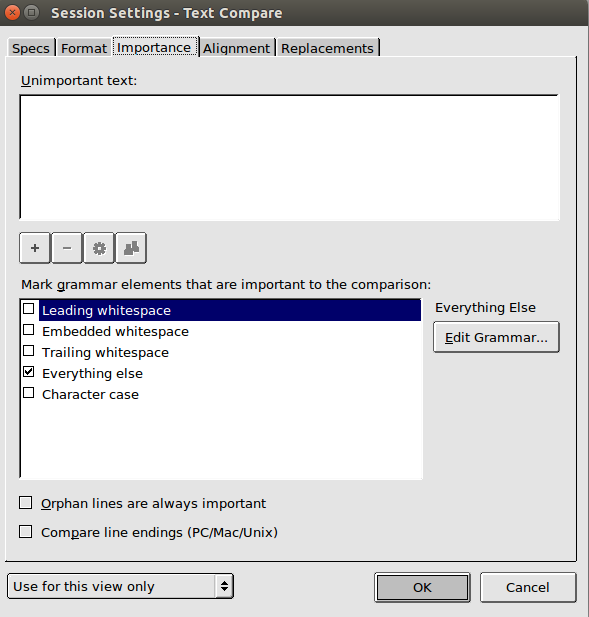 Session Settings - Text Compare
Specs Format Importance Alignment Replacements
Unimportant text:
+ −
Mark grammar elements that are important to the comparison:
Leading whitespace
Embedded whitespace
Trailing whitespace
Everything else
Character case
Everything Else
Edit Grammar...
Orphan lines are always important
Compare line endings (PC/Mac/Unix)
Use for this view only
OK
Cancel